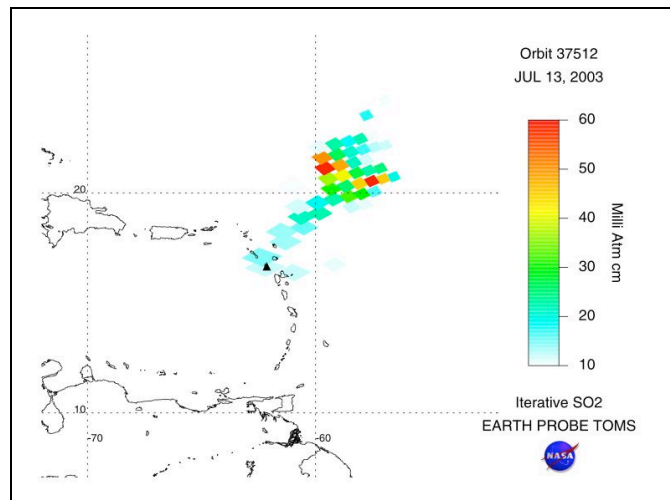 Orbit 37512
JUL 13, 2003
60
50
40
30
20
10
Milli Atm cm
20
10
-70
-60
Iterative SO2
EARTH PROBE TOMS
NASA